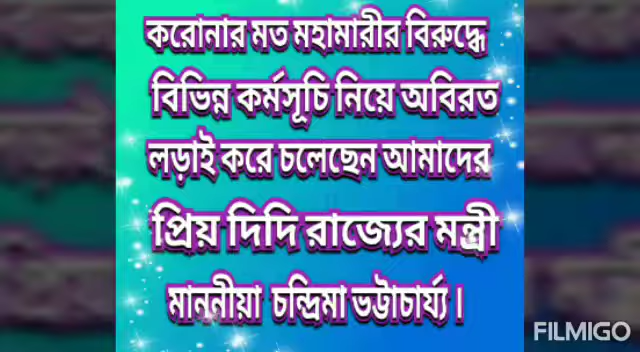 করোনার মত মহামারীর বিরুদ্ধে
বিভিন্ন কর্মসূচি নিয়ে অবিরত
লড়াই করে চলেছেন আমাদের
প্রিয় দিদি রাজ্যের মন্ত্রী
মাননীয়া চন্দ্রিমা ভট্টাচার্য্য।
FILMIGO